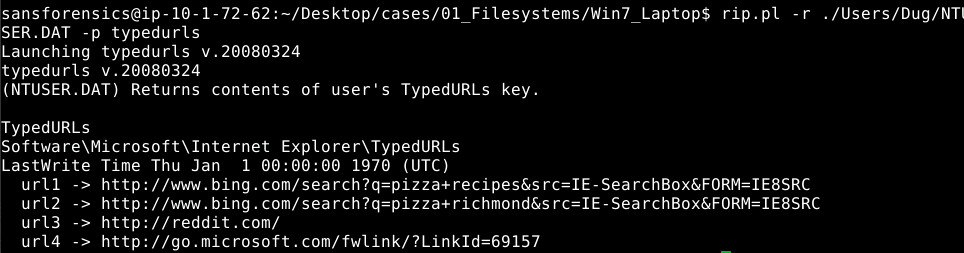 sansforensics@ip-10-1-72-62:~/Desktop/cases/01_Filesystems/Win7_Laptop$ rip.pl -r ./Users/Dug/NTU
SER.DAT -p typedurls
Launching typedurls v.20080324
typedurls v.20080324
(NTUSER.DAT) Returns contents of user's TypedURLs key.
TypedURLs
Software\Microsoft\Internet Explorer\TypedURLs
LastWrite Time Thu Jan  1 00:00:00 1970 (UTC)
  url1 -> http://www.bing.com/search?q=pizza+recipes&src=IE-SearchBox&FORM=IE8SRC
  url2 -> http://www.bing.com/search?q=pizza+richmond&src=IE-SearchBox&FORM=IE8SRC
  url3 -> http://reddit.com/
  url4 -> http://go.microsoft.com/fwlink/?LinkId=69157